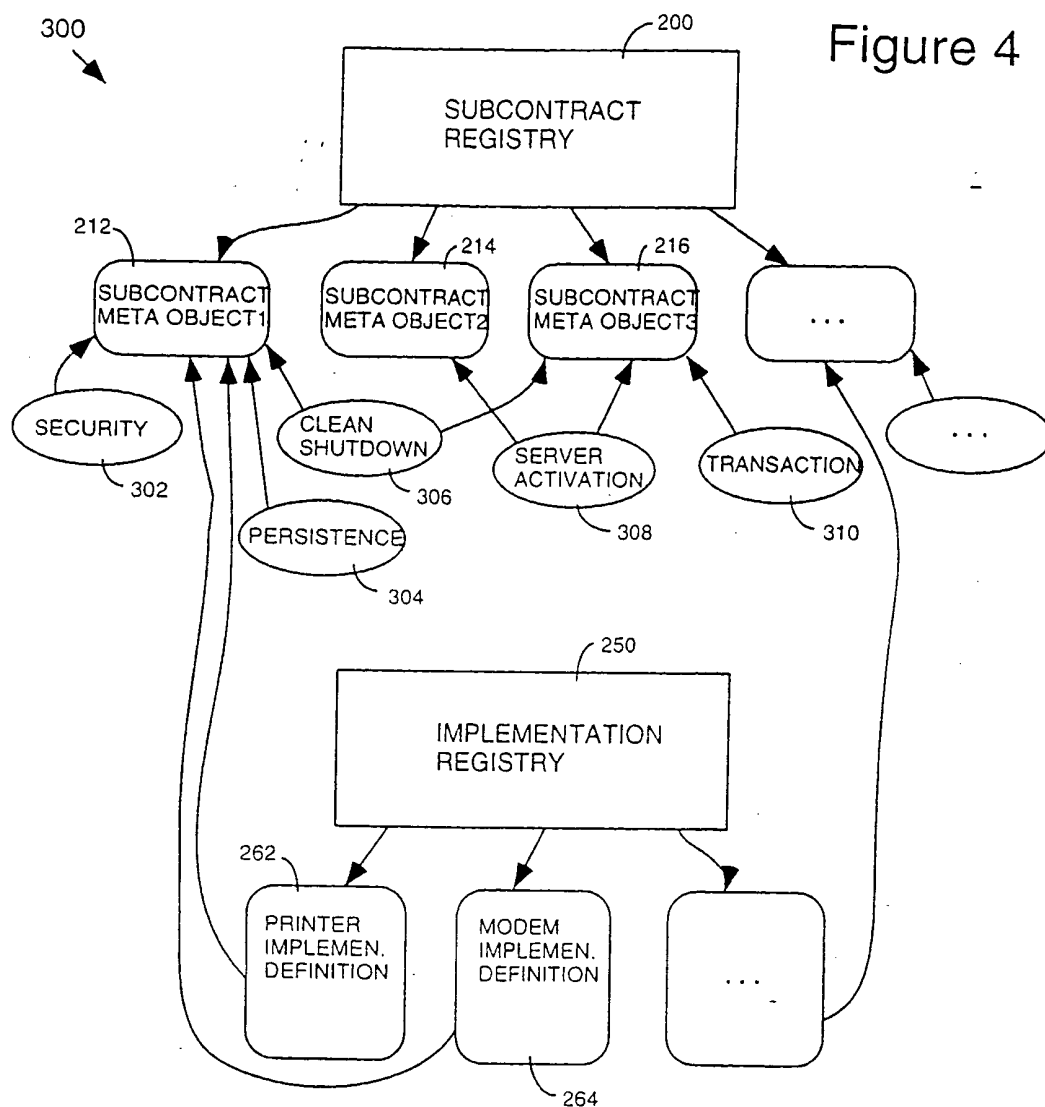 300
200
Figure 4
SUBCONTRACT
REGISTRY
212
214
216
SUBCONTRACT
META OBJECT1
SUBCONTRACT
META OBJECT2
SUBCONTRACT
META OBJECT3
...
SECURITY
302
CLEAN
SHUTDOWN
306
SERVER
ACTIVATION
308
TRANSACTION
310
...
PERSISTENCE
304
250
IMPLEMENTATION
REGISTRY
262
PRINTER
IMPLEMEN.
DEFINITION
MODEM
IMPLEMEN.
DEFINITION
264
...